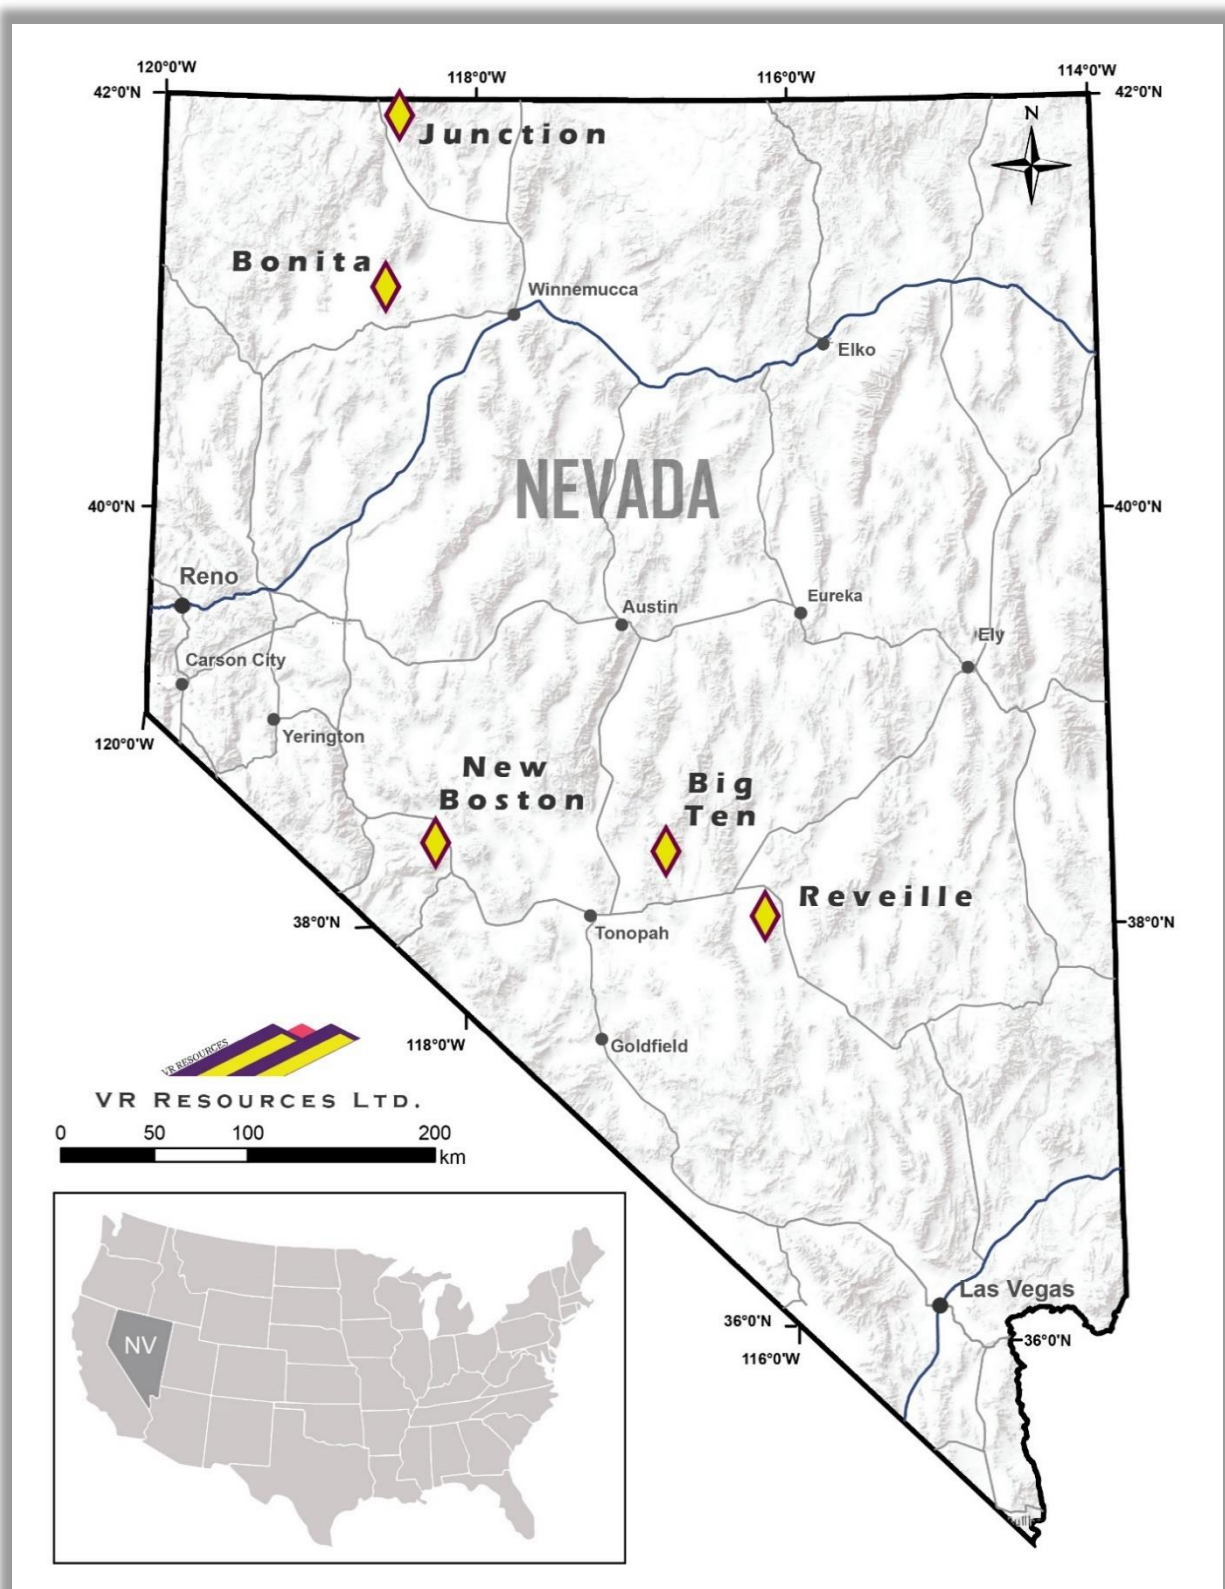 120°0'W
118°0'W
116°0'W
114°0'W
42°0'N
42°0'N
N
Junction
Bonita
Winnemucca
Elko
NEVADA
40°0'N
40°0'N
Reno
Eureka
Austin
Ely
Carson City
Yerington
120°0'W
New
Boston
Big
Ten
Reveille
38°0'N
38°0'N
Tonopah
118°0'W
Goldfield
VR RESOURCES
VR RESOURCES LTD.
0 50 100 200
km
Las Vegas
36°0'N
36°0'N
116°0'W
NV